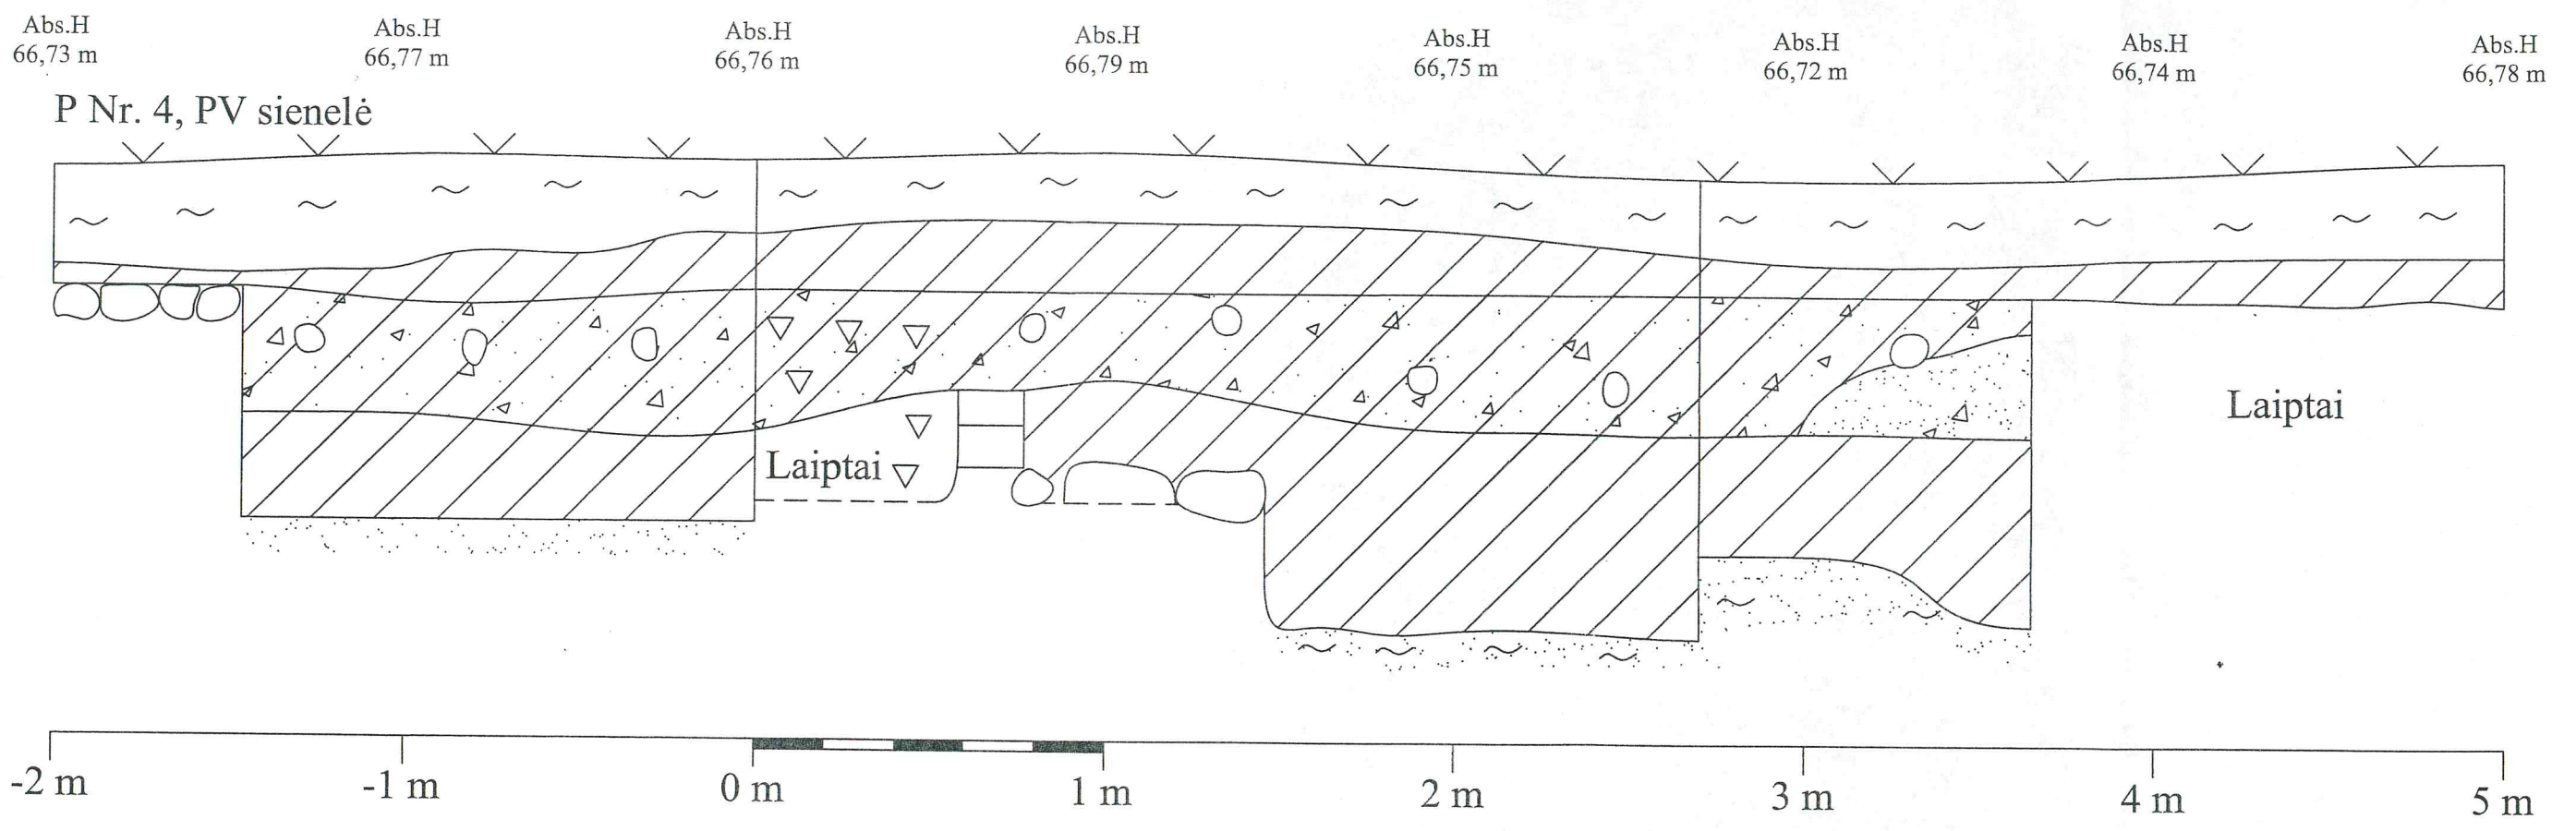 Abs.H
66,73 m
Abs.H
66,77 m
Abs.H
66,76 m
Abs.H
66,79 m
Abs.H
66,75 m
Abs.H
66,72 m
Abs.H
66,74 m
Abs.H
66,78 m
P Nr. 4, PV sienelė
Laiptai
Laiptai
-2 m
-1 m
0 m
1 m
2 m
3 m
4 m
5 m